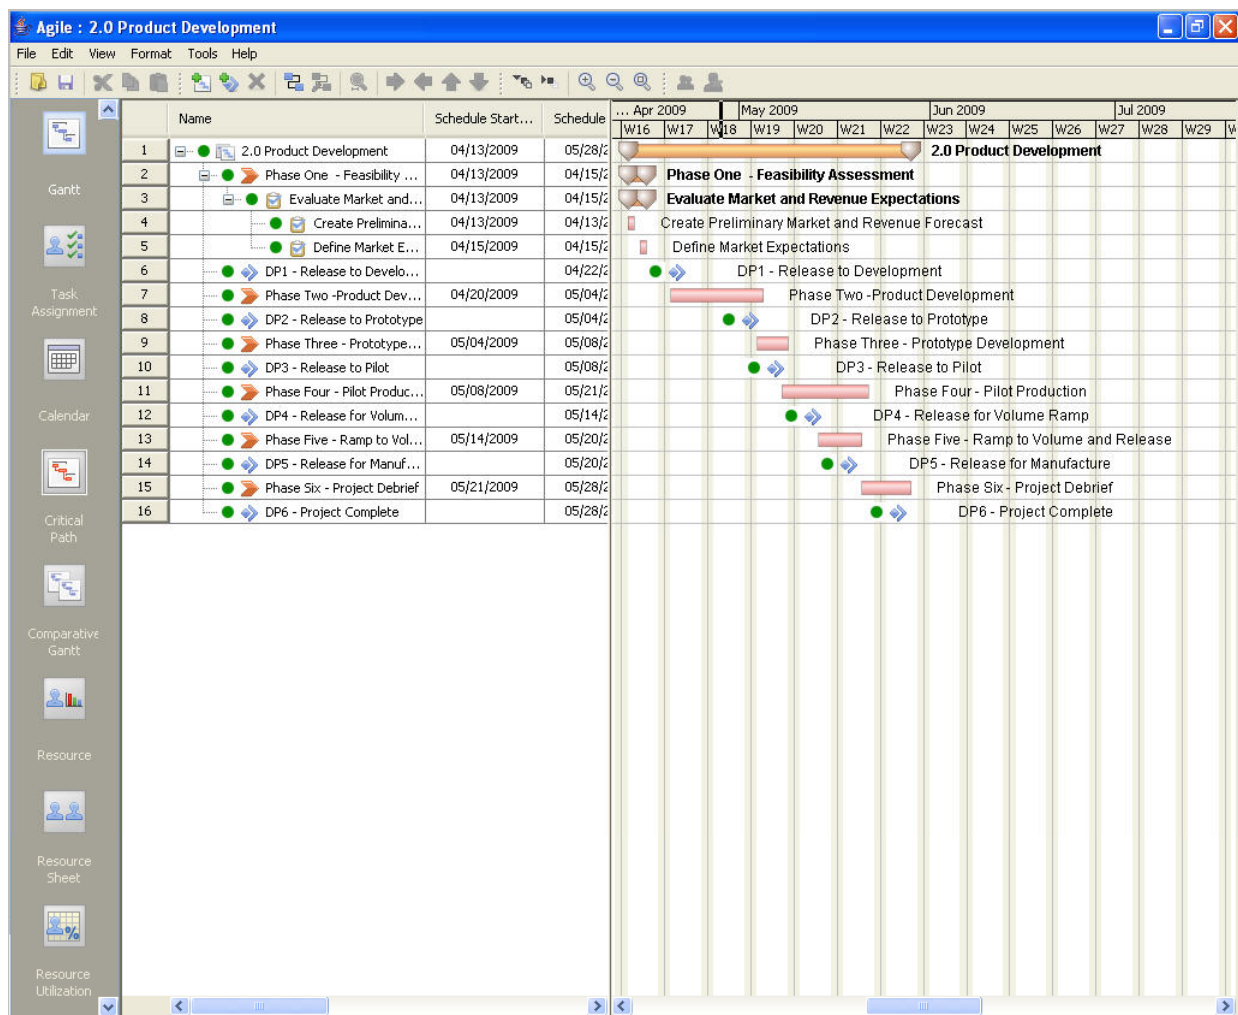 Agile : 2.0 Product Development
File Edit View Format Tools Help
Gantt
Task
Assignment
Calendar
Critical
Path
Comparative
Gantt
Resource
Resource
Sheet
Resource
Utilization
Name Schedule Start... Schedule
1 2.0 Product Development 04/13/2009 05/28/2
2 Phase One - Feasibility ... 04/13/2009 04/15/2
3 Evaluate Market and... 04/13/2009 04/15/2
4 Create Prelimina... 04/13/2009 04/13/2
5 Define Market E... 04/15/2009 04/15/2
6 DP1 - Release to Develo... 04/22/2
7 Phase Two -Product Dev... 04/20/2009 05/04/2
8 DP2 - Release to Prototype 05/04/2
9 Phase Three - Prototype... 05/04/2009 05/08/2
10 DP3 - Release to Pilot 05/08/2
11 Phase Four - Pilot Produc... 05/08/2009 05/21/2
12 DP4 - Release for Volum... 05/14/2
13 Phase Five - Ramp to Vol... 05/14/2009 05/20/2
14 DP5 - Release for Manuf... 05/20/2
15 Phase Six - Project Debrief 05/21/2009 05/28/2
16 DP6 - Project Complete 05/28/2
... Apr 2009 May 2009 Jun 2009 Jul 2009
W16 W17 W18 W19 W20 W21 W22 W23 W24 W25 W26 W27 W28 W29 W
2.0 Product Development
Phase One - Feasibility Assessment
Evaluate Market and Revenue Expectations
Create Preliminary Market and Revenue Forecast
Define Market Expectations
DP1 - Release to Development
Phase Two -Product Development
DP2 - Release to Prototype
Phase Three - Prototype Development
DP3 - Release to Pilot
Phase Four - Pilot Production
DP4 - Release for Volume Ramp
Phase Five - Ramp to Volume and Release
DP5 - Release for Manufacture
Phase Six - Project Debrief
DP6 - Project Complete